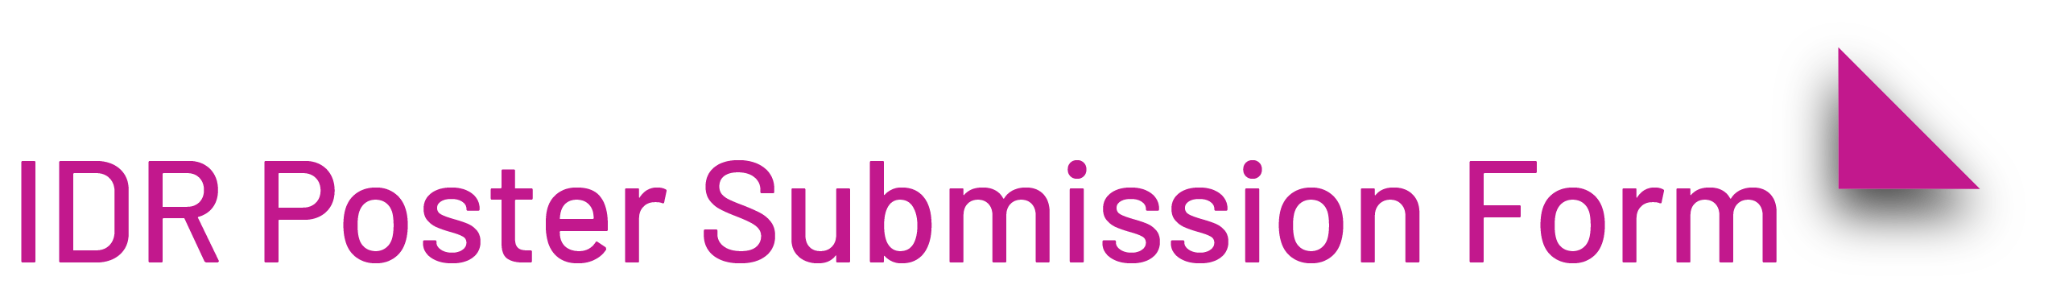 IDR Poster Submission Form